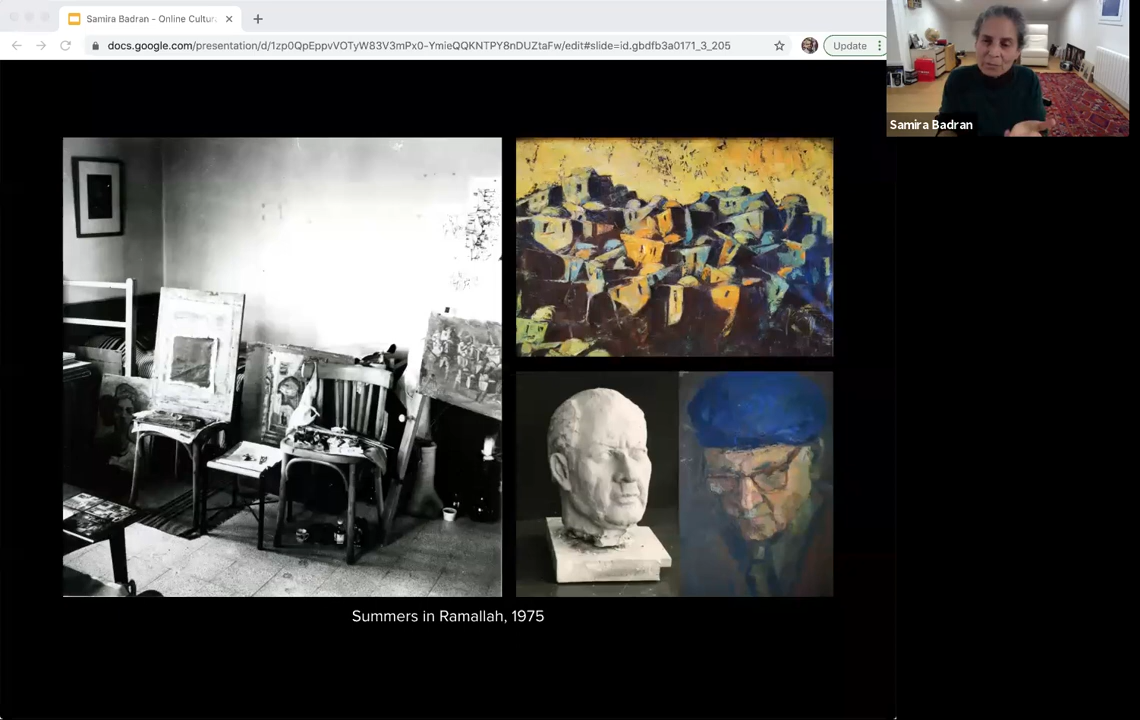 Samira Badran - Online Cultura
docs.google.com/presentation/d/1zp0QpEppvVOTyW83V3mPx0-YmieQQKNTPY8nDUZtaFw/edit#slide=id.gbdfb3a0171_3_205
Update
Samira Badran
Summers in Ramallah, 1975